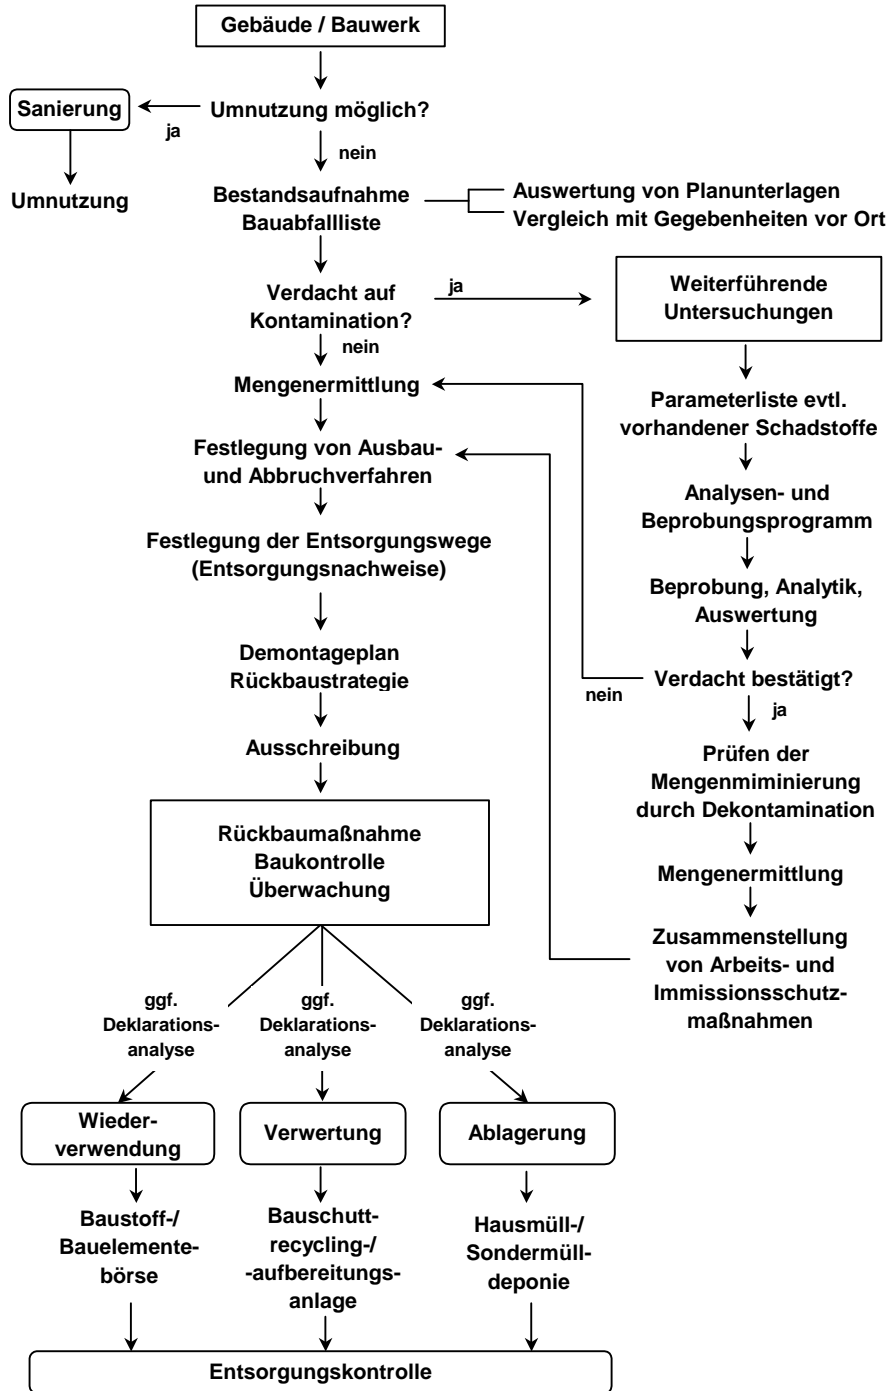 Gebäude / Bauwerk
Sanierung
ja
Umnutzung möglich?
nein
Umnutzung
Bestandsaufnahme
Bauabfallliste
Auswertung von Planunterlagen
Vergleich mit Gegebenheiten vor Ort
Verdacht auf
Kontamination?
ja
nein
Weiterführende
Untersuchungen
Mengenermittlung
Parameterliste evtl.
vorhandener Schadstoffe
Festlegung von Ausbau-
und Abbruchverfahren
Analysen- und
Beprobungsprogramm
Festlegung der Entsorgungswege
(Entsorgungsnachweise)
Beprobung, Analytik,
Auswertung
Demontageplan
Rückbaustrategie
nein
Verdacht bestätigt?
ja
Ausschreibung
Prüfen der
Mengenmiminierung
durch Dekontamination
Rückbaumaßnahme
Baukontrolle
Überwachung
Mengenermittlung
Zusammenstellung
von Arbeits- und
Immissionsschutz-
maßnahmen
ggf.
Deklarations-
analyse
ggf.
Deklarations-
analyse
ggf.
Deklarations-
analyse
Wieder-
verwendung
Verwertung
Ablagerung
Baustoff-/
Bauelemente-
börse
Bauschutt-
recycling-/
-aufbereitungs-
anlage
Hausmüll-/
Sondermüll-
deponie
Entsorgungskontrolle